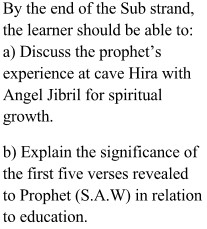 By the end of the Sub strand,
the learner should be able to:
a) Discuss the prophet's
experience at cave Hira with
Angel Jibril for spiritual
growth.
b) Explain the significance of
the first five verses revealed
to Prophet (S.A.W) in relation
to education.